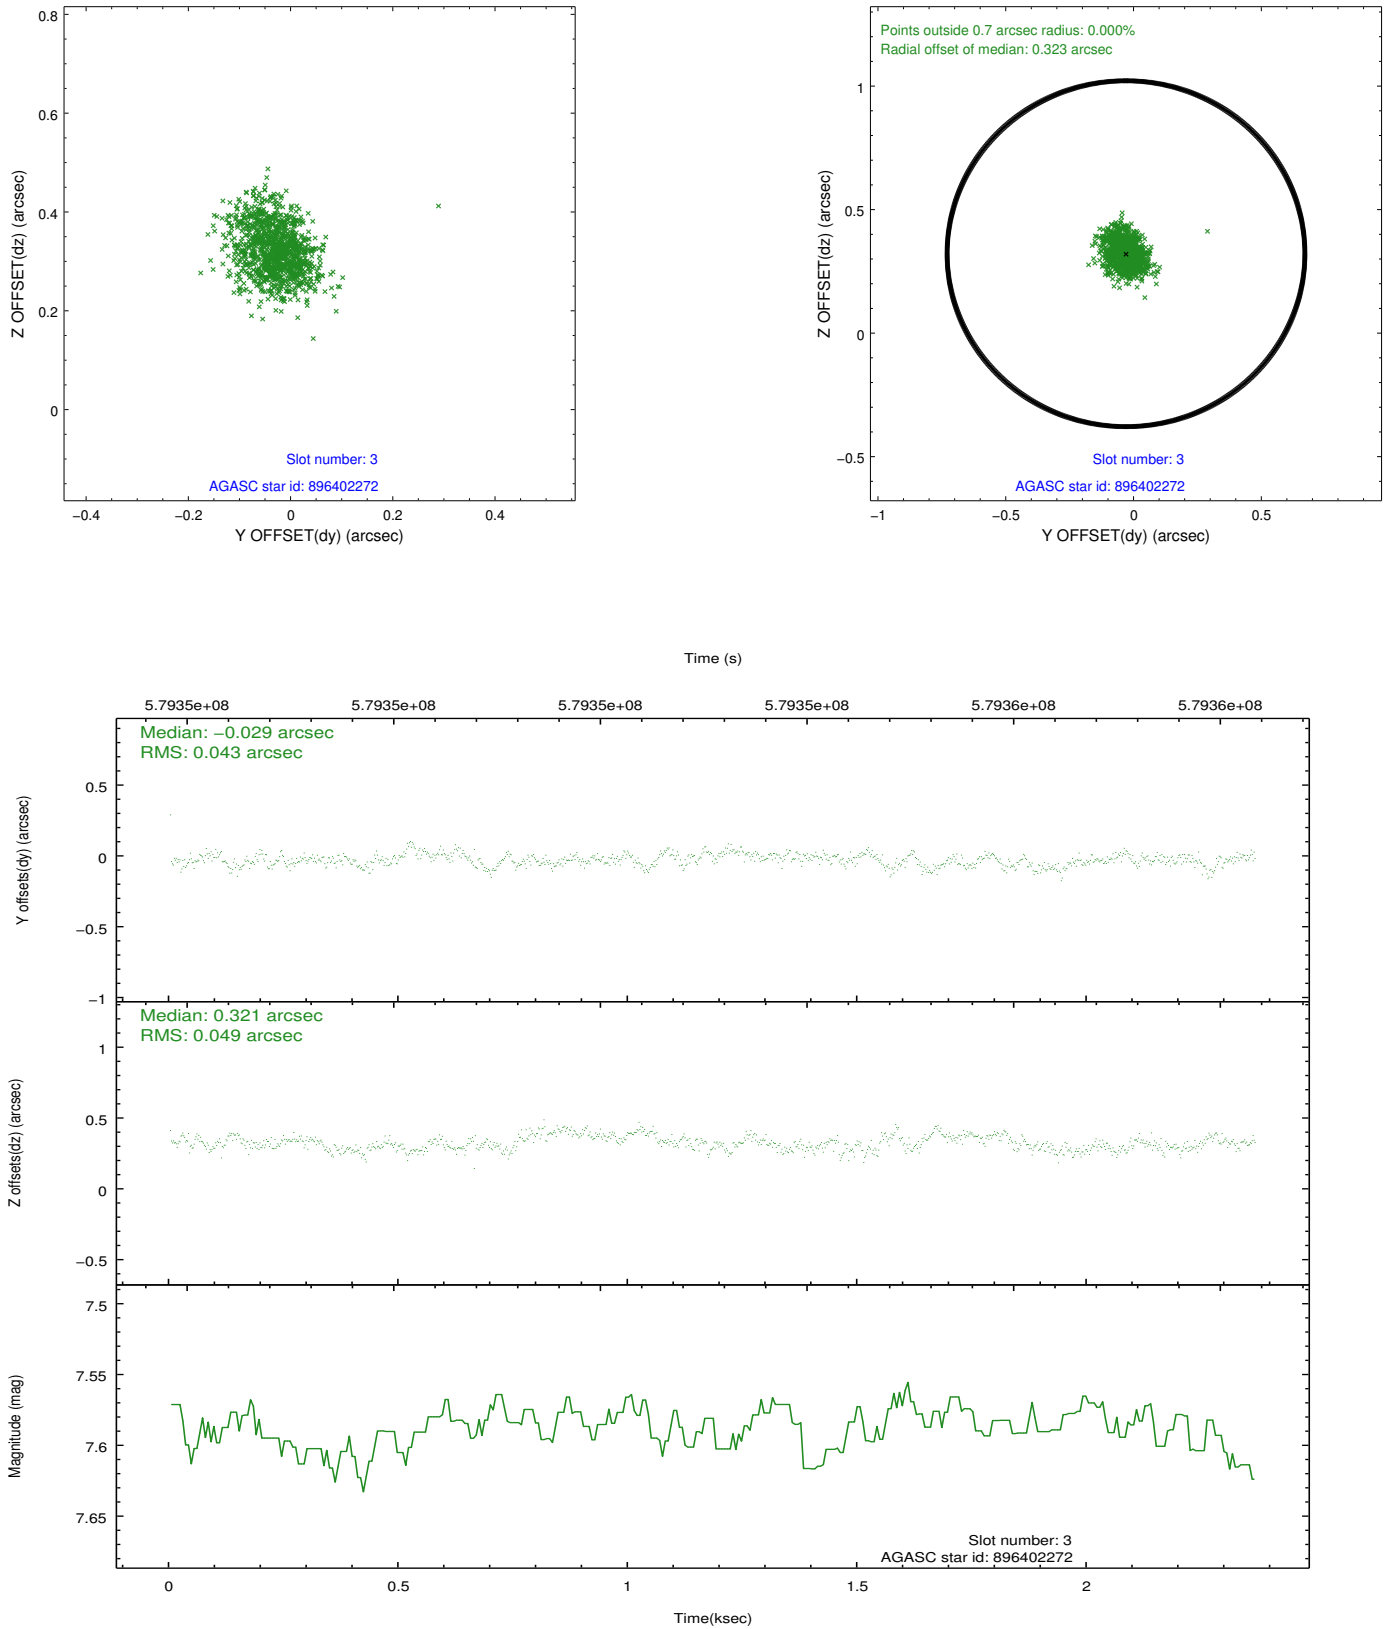 0.8
0.6
0.4
0.2
0
Z OFFSET(dz) (arcsec)
Slot number: 3
AGASC star id: 896402272
−0.4
−0.2
0
0.2
0.4
Y OFFSET(dy) (arcsec)
Points outside 0.7 arcsec radius: 0.000%
Radial offset of median: 0.323 arcsec
1
0.5
0
−0.5
Z OFFSET(dz) (arcsec)
Slot number: 3
AGASC star id: 896402272
−1
−0.5
0
0.5
Y OFFSET(dy) (arcsec)
Time (s)
5.7935e+08
5.7935e+08
5.7935e+08
5.7935e+08
5.7936e+08
5.7936e+08
Median: −0.029 arcsec
RMS: 0.043 arcsec
0.5
0
−0.5
−1
Y offsets(dy) (arcsec)
Median: 0.321 arcsec
RMS: 0.049 arcsec
1
0.5
0
−0.5
Z offsets(dz) (arcsec)
7.5
7.55
7.6
7.65
Magnitude (mag)
Slot number: 3
AGASC star id: 896402272
0
0.5
1
1.5
2
Time(ksec)